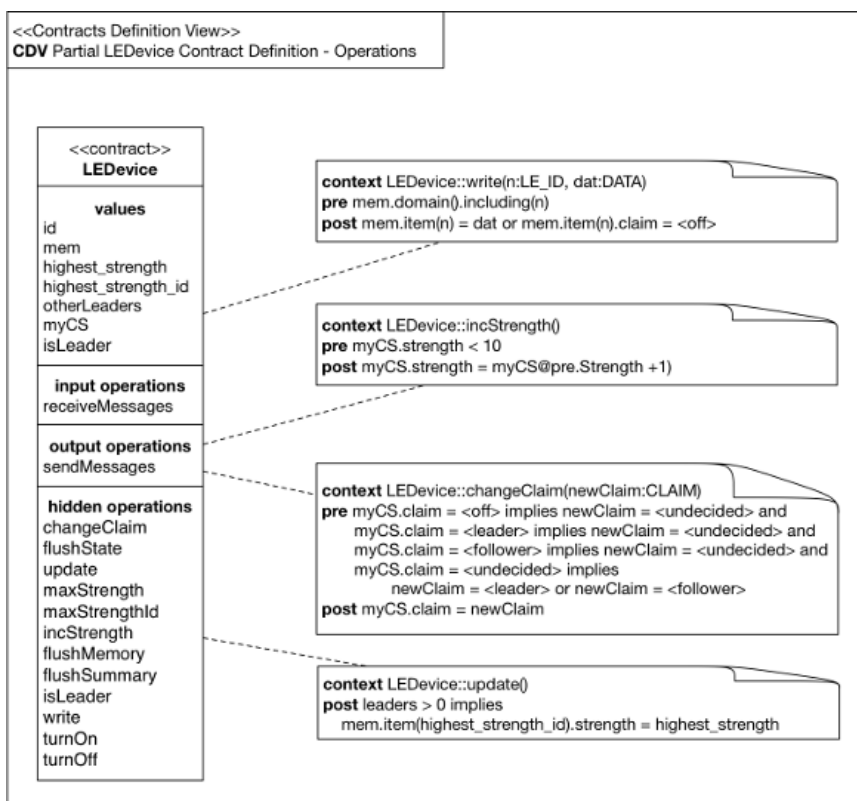 <<Contracts Definition View>>
CDV Partial LEDevice Contract Definition - Operations
<<contract>>
LEDevice
values
id
mem
highest_strength
highest_strength_id
otherLeaders
myCS
isLeader
input operations
receiveMessages
output operations
sendMessages
hidden operations
changeClaim
flushState
update
maxStrength
maxStrengthId
incStrength
flushMemory
flushSummary
isLeader
write
turnOn
turnOff
context LEDevice::write(n:LE_ID, dat:DATA)
pre mem.domain().including(n)
post mem.item(n) = dat or mem.item(n).claim = <off>
context LEDevice::incStrength()
pre myCS.strength < 10
post myCS.strength = myCS@pre.Strength +1)
context LEDevice::changeClaim(newClaim:CLAIM)
pre myCS.claim = <off> implies newClaim = <undecided> and
myCS.claim = <leader> implies newClaim = <undecided> and
myCS.claim = <follower> implies newClaim = <undecided> and
myCS.claim = <undecided> implies
newClaim = <leader> or newClaim = <follower>
post myCS.claim = newClaim
context LEDevice::update()
post leaders > 0 implies
mem.item(highest_strength_id).strength = highest_strength